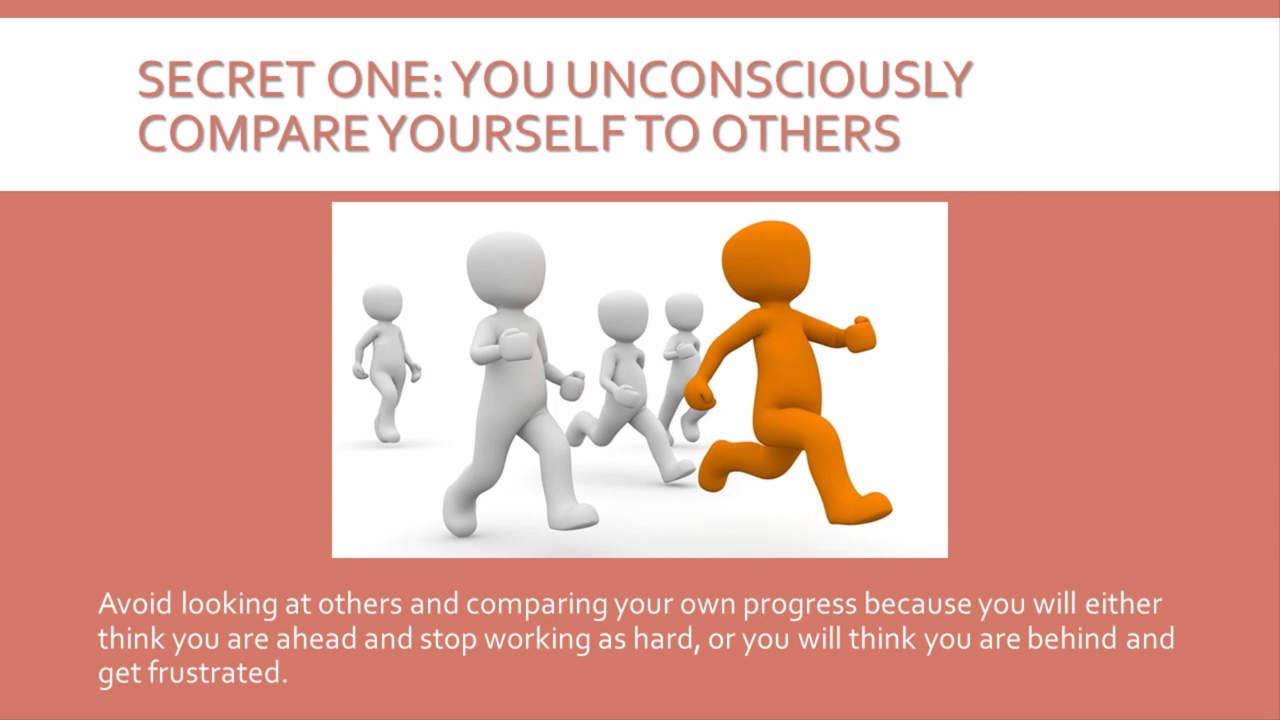 SECRET ONE: YOU UNCONSCIOUSLY
COMPARE YOURSELF TO OTHERS
Avoid looking at others and comparing your own progress because you will either
think you are ahead and stop working as hard, or you will think you are behind and
get frustrated.